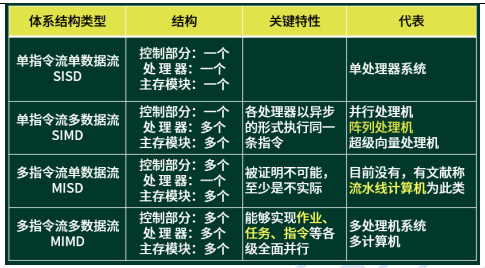 体系结构类型 结构 关键特性 代表
单指令流单数据流
SISD
控制部分：一个
处 理 器：一个
主存模块：一个
单处理器系统
单指令流多数据流
SIMD
控制部分：一个
处 理 器：多个
主存模块：多个
各处理器以异步
的形式执行同一
条指令
并行处理机
阵列处理机
超级向量处理机
多指令流单数据流
MISD
控制部分：多个
处 理 器：一个
主存模块：多个
被证明不可能，
至少是不实际
目前没有，有文献称
流水线计算机为此类
多指令流多数据流
MIMD
控制部分：多个
处 理 器：多个
主存模块：多个
能够实现作业、
任务、指令等各
级全面并行
多处理机系统
多计算机